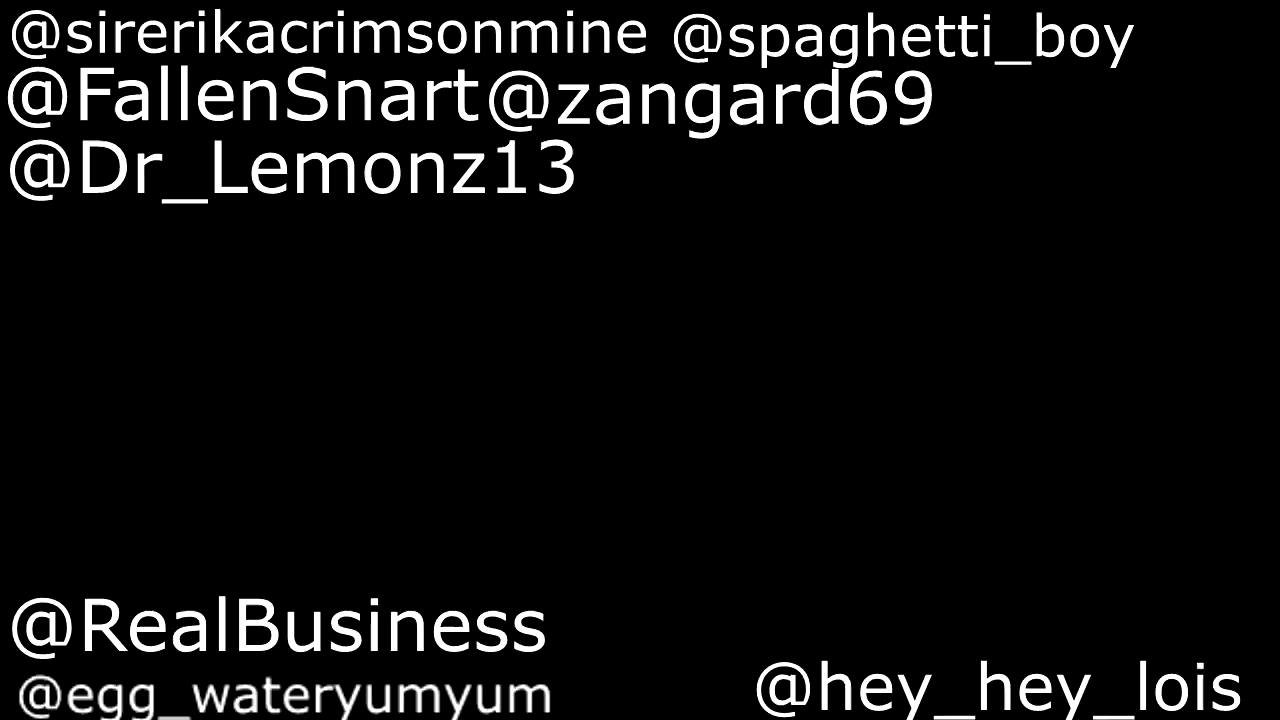 @sirerikacrimsonmine @spaghetti_boy
@FallenSnart @zangard69
@Dr_Lemonz13
@RealBusiness
@egg_wateryumyum @hey_hey_lois